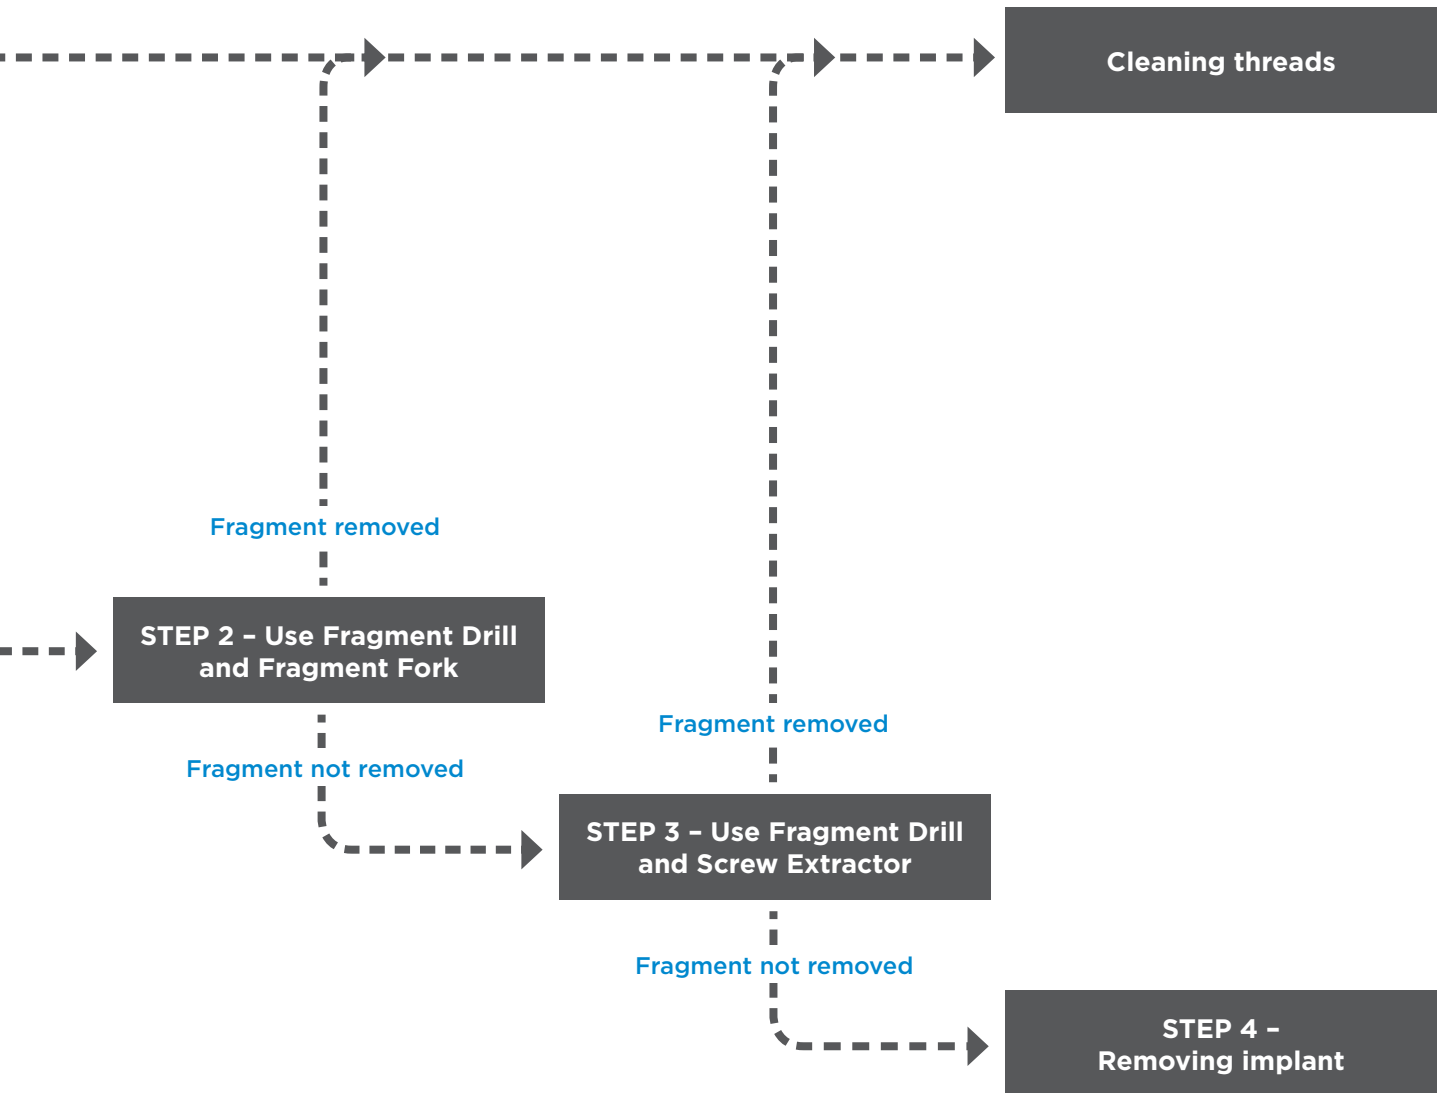 Cleaning threads
Fragment removed
STEP 2 – Use Fragment Drill
and Fragment Fork
Fragment not removed
Fragment removed
STEP 3 – Use Fragment Drill
and Screw Extractor
Fragment not removed
STEP 4 –
Removing implant